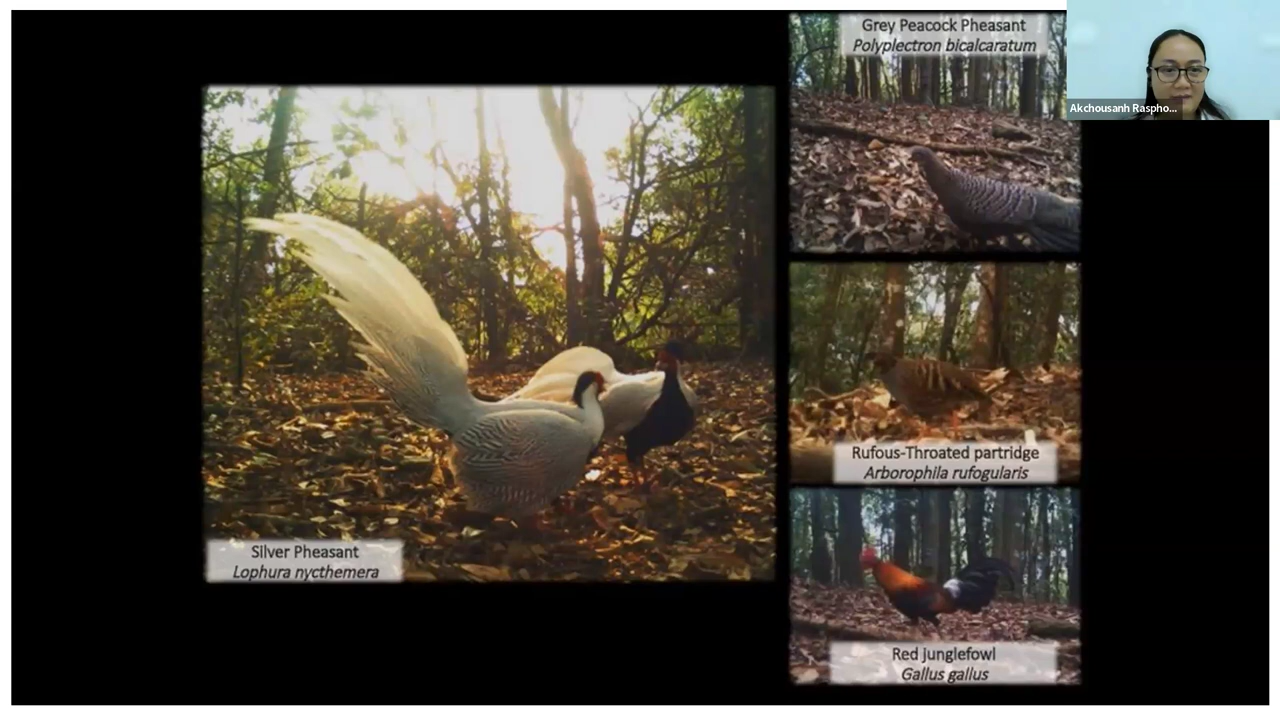 Grey Peacock Pheasant
Polyplectron bicalcaratum
Akchousanh Raspho...
Rufous-Throated partridge
Arborophila rufogularis
Silver Pheasant
Lophura nycthemera
Red junglefowl
Gallus gallus